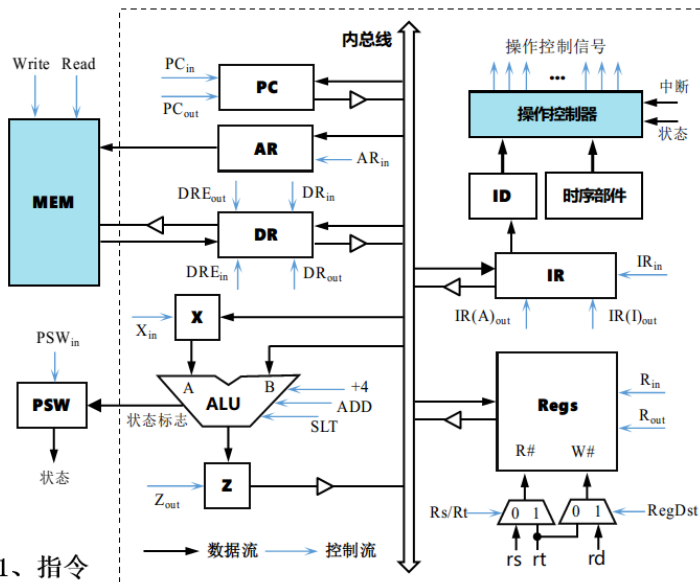 内总线
操作控制信号
Write
Read
PCin
PCout
PC
...
中断
操作控制器
状态
AR
ARin
MEM
DREout
DRin
ID
时序部件
DR
DREin
DRout
IR
IRin
IR(A)out
IR(I)out
X
Xin
PSWin
A
B
ALU
+4
ADD
SLT
PSW
状态标志
状态
Regs
Rin
Rout
R#
W#
Z
Zout
Rs/Rt
0 1
0 1
RegDst
rs
rt
rd
数据流
控制流
1、指令